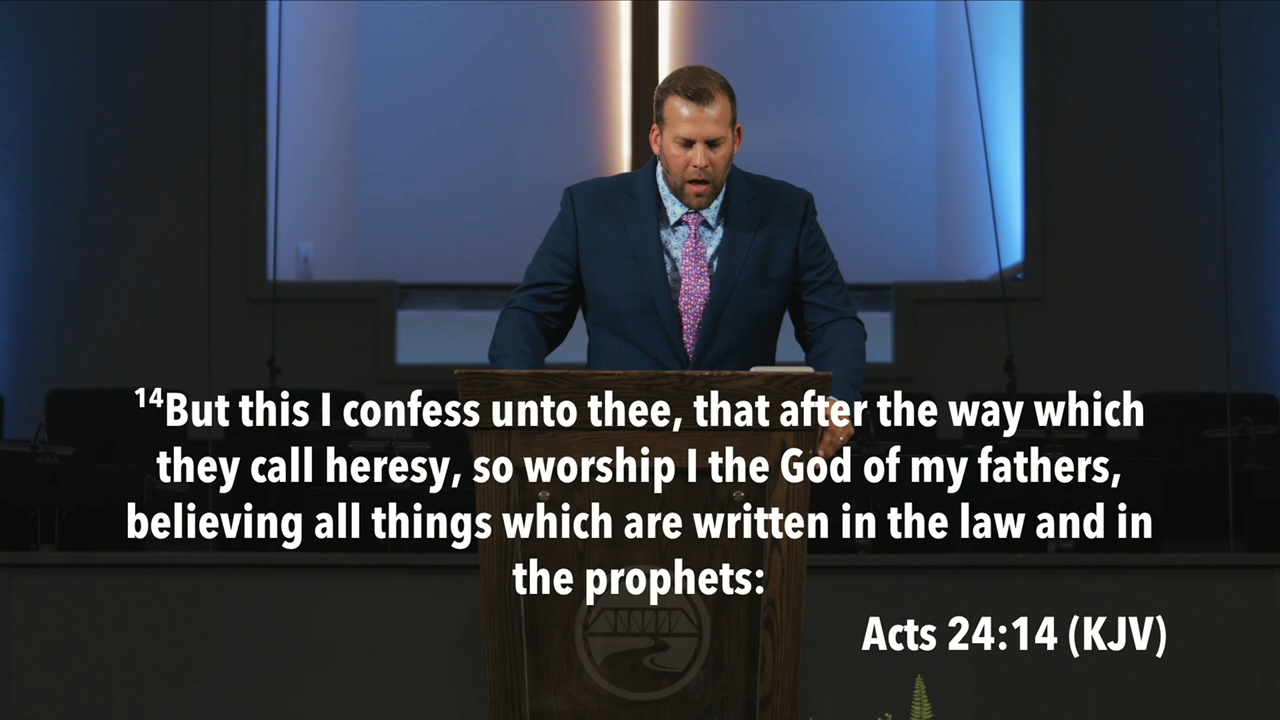 14But this I confess unto thee, that after the way which
they call heresy, so worship I the God of my fathers,
believing all things which are written in the law and in
the prophets:
Acts 24:14 (KJV)